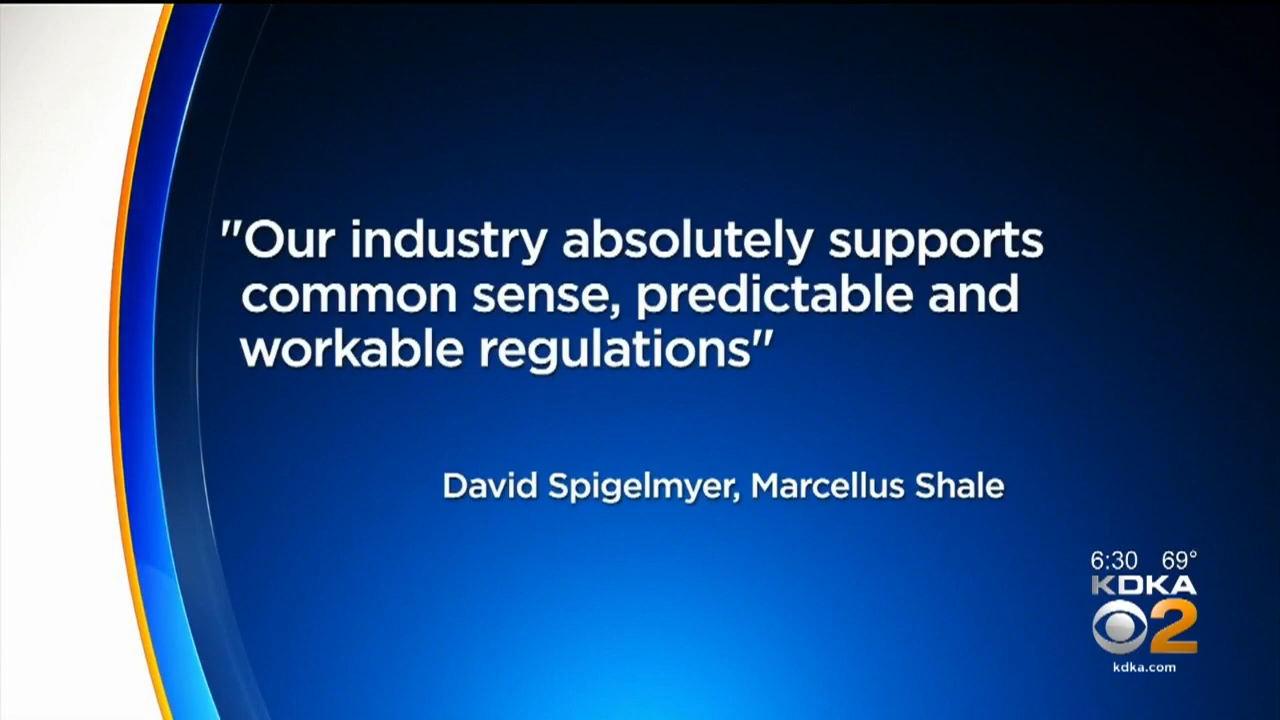 "Our industry absolutely supports
common sense, predictable and
workable regulations"
David Spigelmyer, Marcellus Shale
6:30 69°
KDKA
2
kdka.com